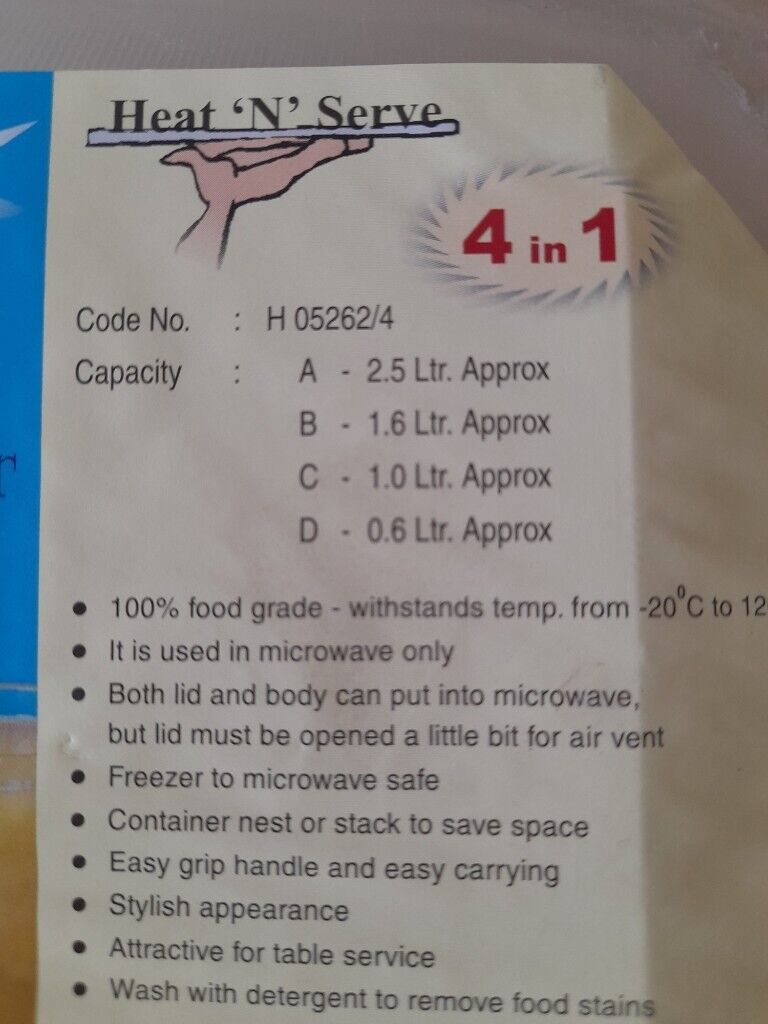 Heat ‘N’ Serve
4 in 1
Code No. : H 05262/4
Capacity : A - 2.5 Ltr. Approx
B - 1.6 Ltr. Approx
C - 1.0 Ltr. Approx
D - 0.6 Ltr. Approx
• 100% food grade - withstands temp. from -20⁰C to 12
• It is used in microwave only
• Both lid and body can put into microwave,
but lid must be opened a little bit for air vent
• Freezer to microwave safe
• Container nest or stack to save space
• Easy grip handle and easy carrying
• Stylish appearance
• Attractive for table service
• Wash with detergent to remove food stains